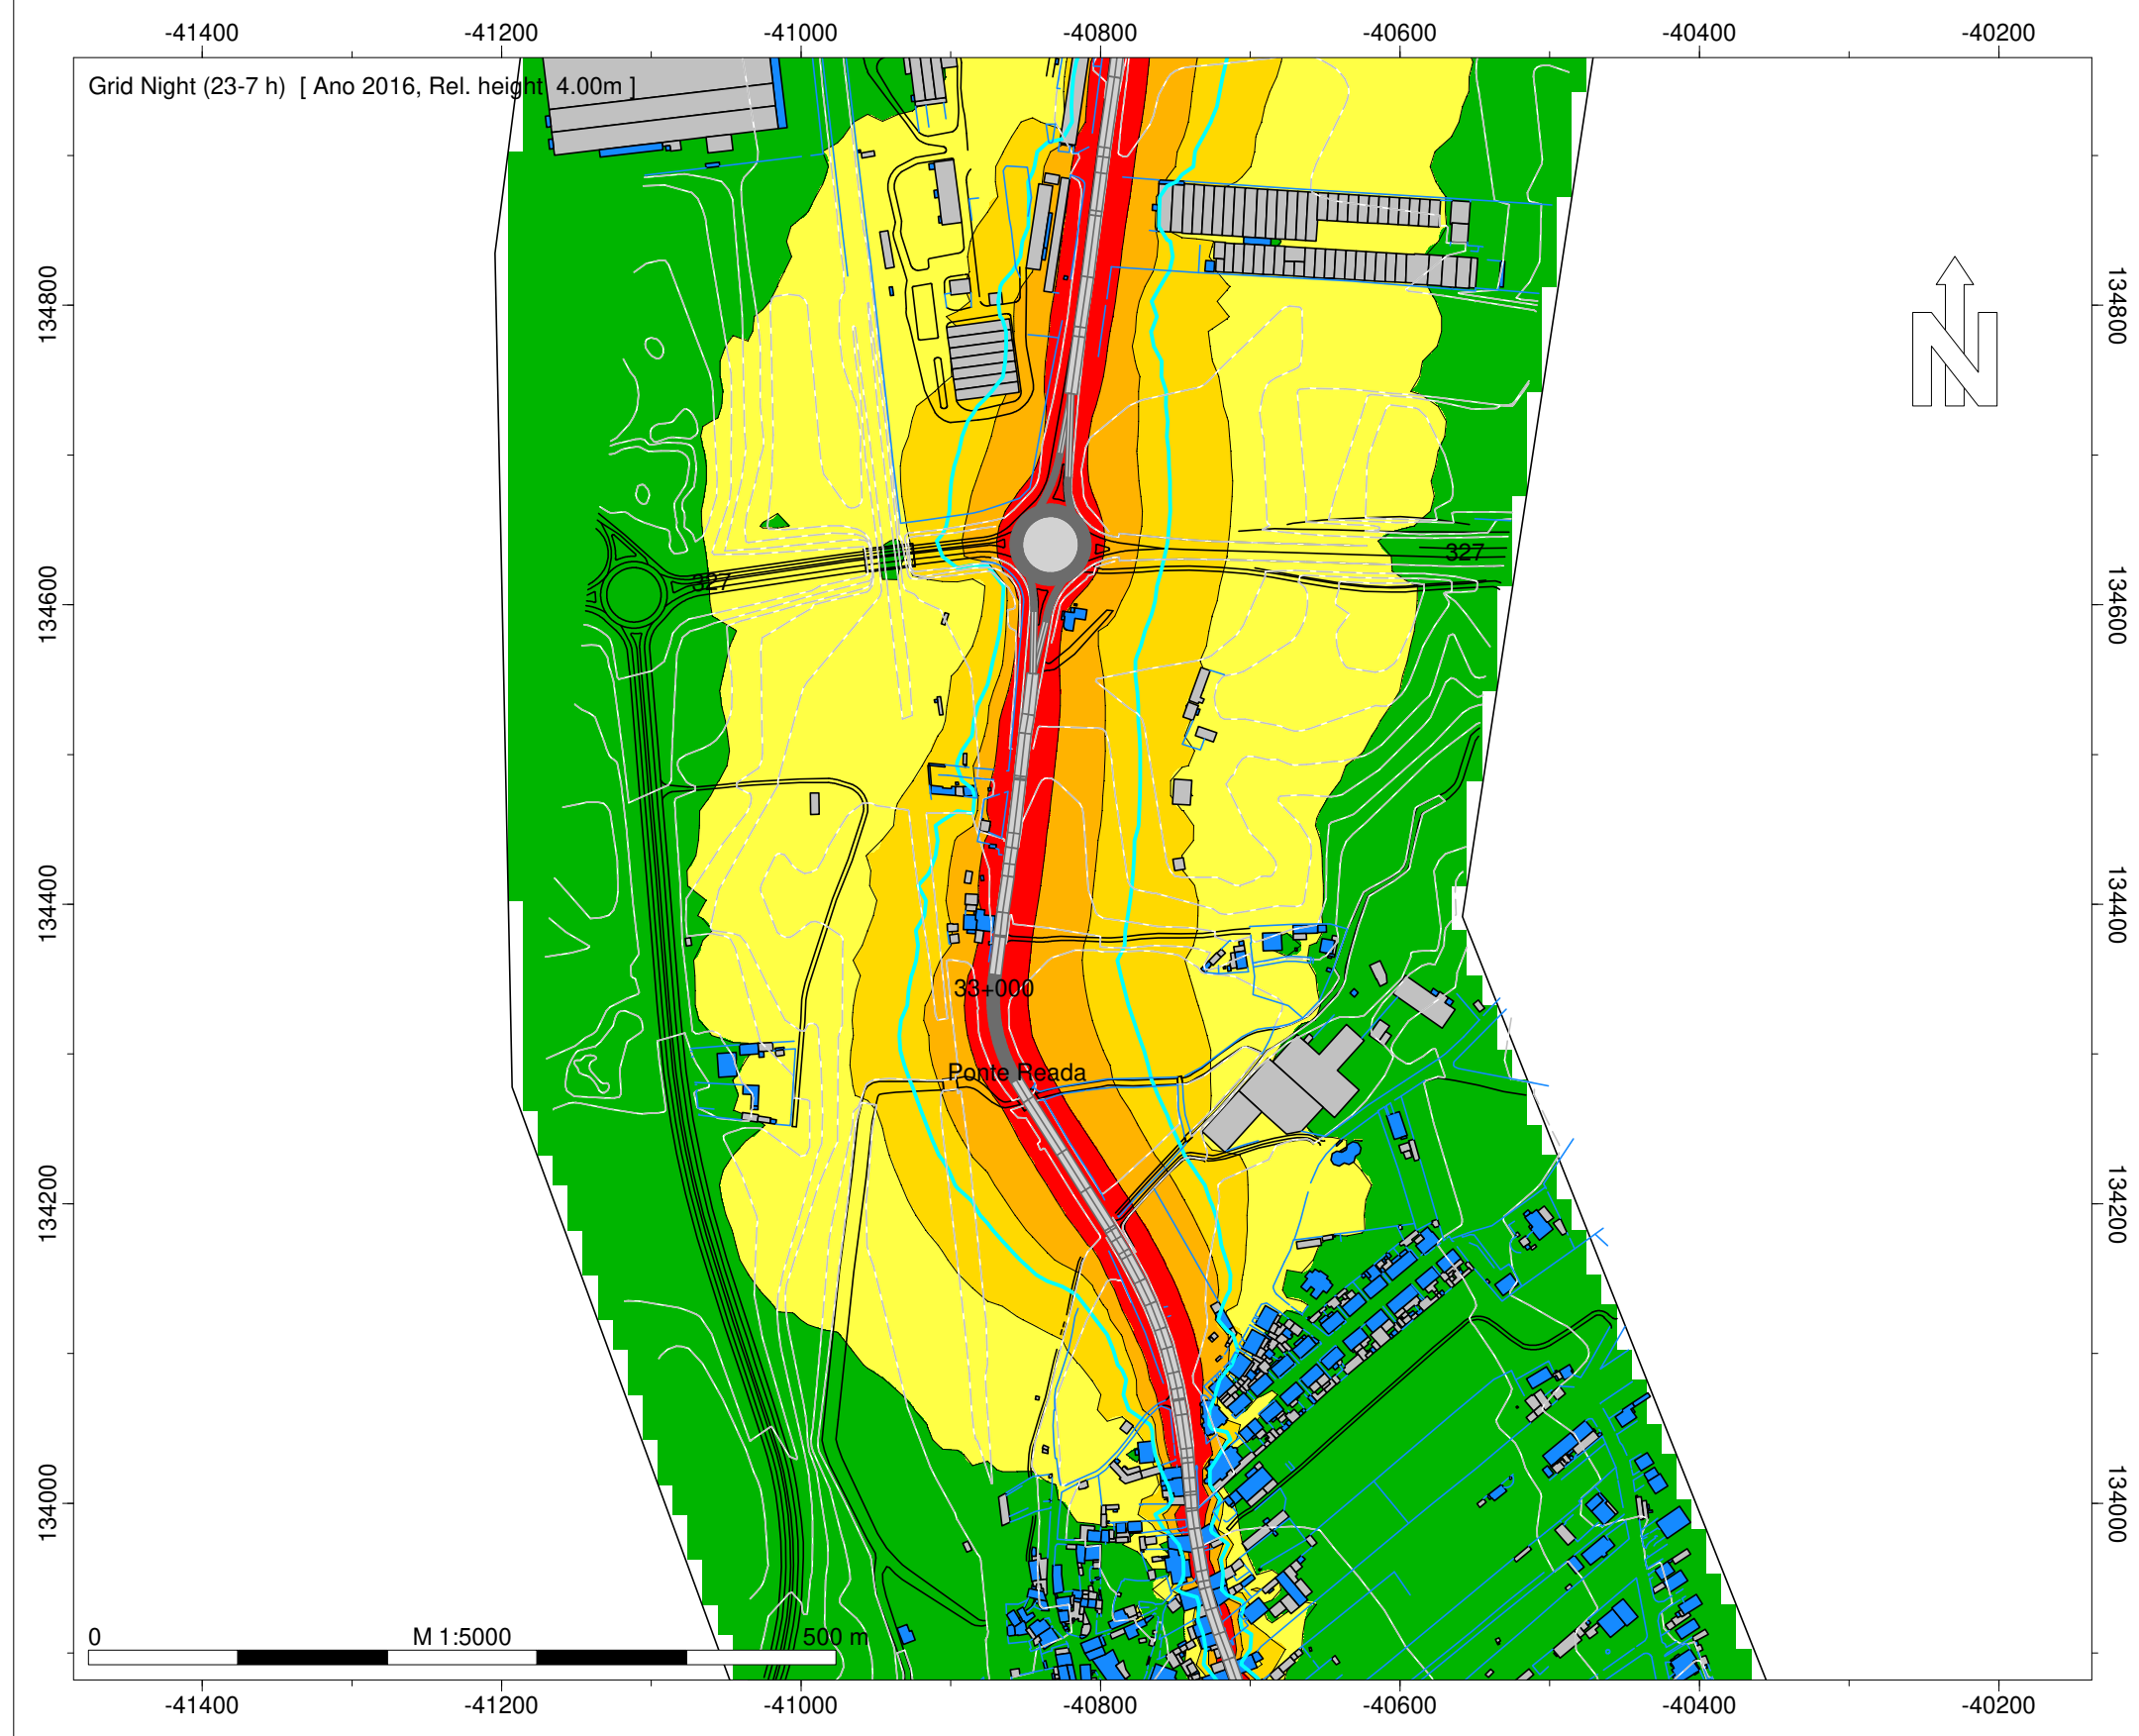 -41400 -41200 -41000 -40800 -40600 -40400 -40200
Grid Night (23-7 h) [ Ano 2016, Rel. height 4.00m ]
134800 134800
N
327
327
134600 134600
134400 134400
33+000
Ponte Reada
134200 134200
134000 134000
0 M 1:5000 500 m
-41400 -41200 -41000 -40800 -40600 -40400 -40200